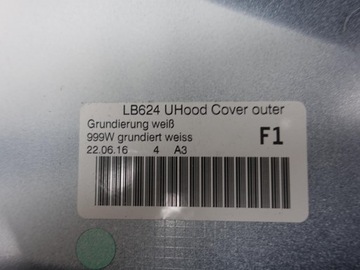 LB624 UHood Cover outer
Grundierung weiß
999W grundiert weiss F1
22.06.16 4 A3